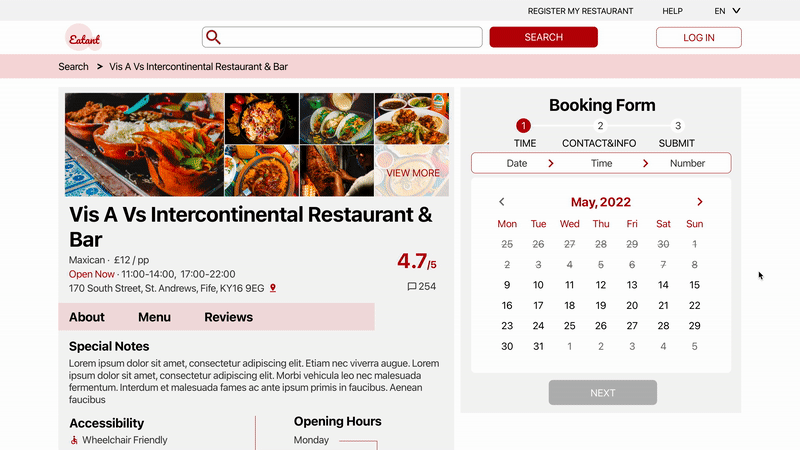 REGISTER MY RESTAURANT HELP EN
Eatant SEARCH LOG IN
Search > Vis A Vs Intercontinental Restaurant & Bar
VIEW MORE
Vis A Vs Intercontinental Restaurant &
Bar
Maxican · £12 / pp
4.7/5
Open Now · 11:00-14:00, 17:00-22:00
170 South Street, St. Andrews, Fife, KY16 9EG
254
About Menu Reviews
Special Notes
Lorem ipsum dolor sit amet, consectetur adipiscing elit. Etiam nec viverra augue. Lorem
ipsum dolor sit amet, consectetur adipiscing elit. Morbi vehicula leo nec malesuada
fermentum. Interdum et malesuada fames ac ante ipsum primis in faucibus. Aenean
faucibus
Accessibility
Wheelchair Friendly
Opening Hours
Monday
Booking Form
1 2 3
TIME CONTACT&INFO SUBMIT
Date > Time > Number
< May, 2022 >
Mon Tue Wed Thu Fri Sat Sun
25 26 27 28 29 30 1
2 3 4 5 6 7 8
9 10 11 12 13 14 15
16 17 18 19 20 21 22
23 24 25 26 27 28 29
30 31 1 2 3 4 5
NEXT